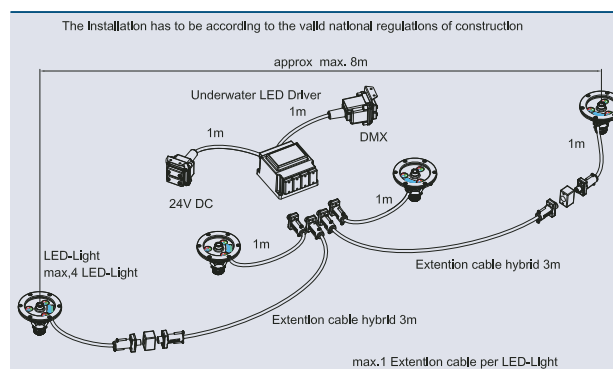 The Installation has to be according to the valid national regulations of construction
approx max. 8m
Underwater LED Driver
1m
1m
DMX
1m
24V DC
1m
1m
LED-Light
max,4 LED-Light
Extention cable hybrid 3m
Extention cable hybrid 3m
max.1 Extention cable per LED-Light